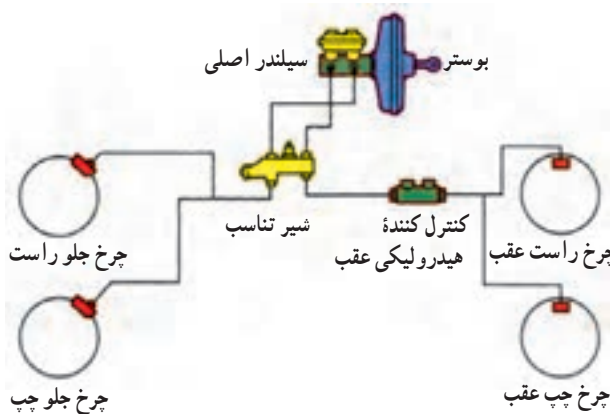 بوستر
سیلندر اصلی
شیر تناسب
کنترل کنندۀ
هیدرولیکی عقب
چرخ راست عقب
چرخ جلو راست
چرخ چپ عقب
چرخ جلو چپ